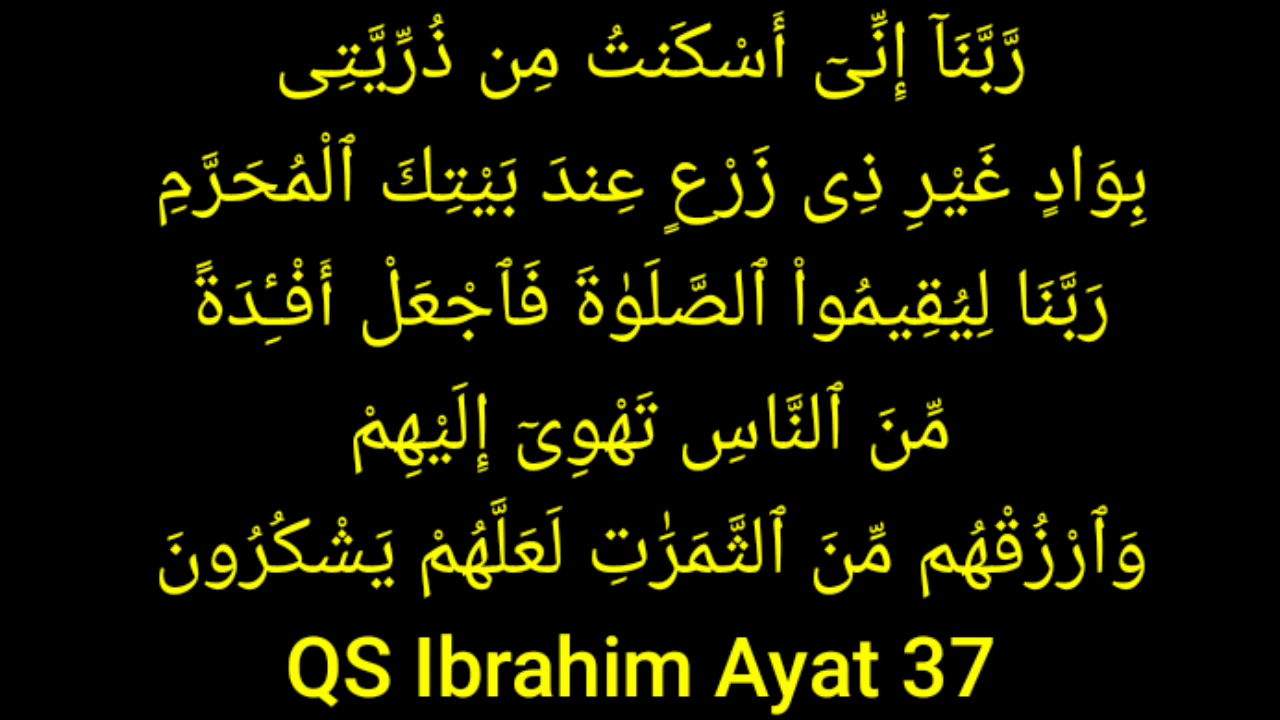 رَّبَّنَآ إِنِّىٓ أَسْكَنتُ مِن ذُرِّيَّتِى
بِوَادٍ غَيْرِ ذِى زَرْعٍ عِندَ بَيْتِكَ ٱلْمُحَرَّمِ
رَبَّنَا لِيُقِيمُوا۟ ٱلصَّلَوٰةَ فَٱجْعَلْ أَفْـِٔدَةً
مِّنَ ٱلنَّاسِ تَهْوِىٓ إِلَيْهِمْ
وَٱرْزُقْهُم مِّنَ ٱلثَّمَرَٰتِ لَعَلَّهُمْ يَشْكُرُونَ
QS Ibrahim Ayat 37